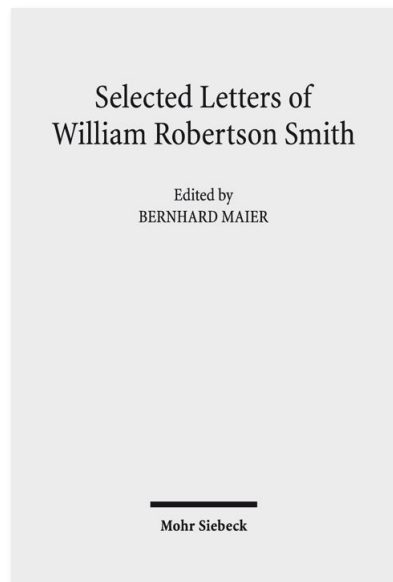 Selected Letters of
William Robertson Smith
Edited by
BERNHARD MAIER
Mohr Siebeck